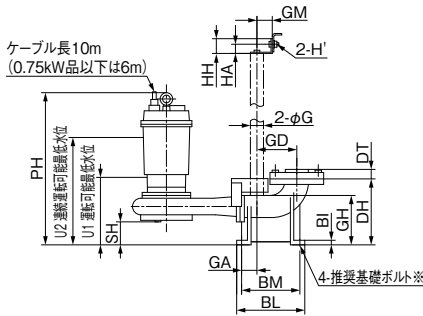 GM
ケーブル長10m
(0.75kW品以下は6m)
HH
HA
2-H'
2-φG
GD
DT
PH
U2 連続運転可能最低水位
U1 運転可能最低水位
SH
BI
GH
DH
GA
BM
BL
4-推奨基礎ボルト※